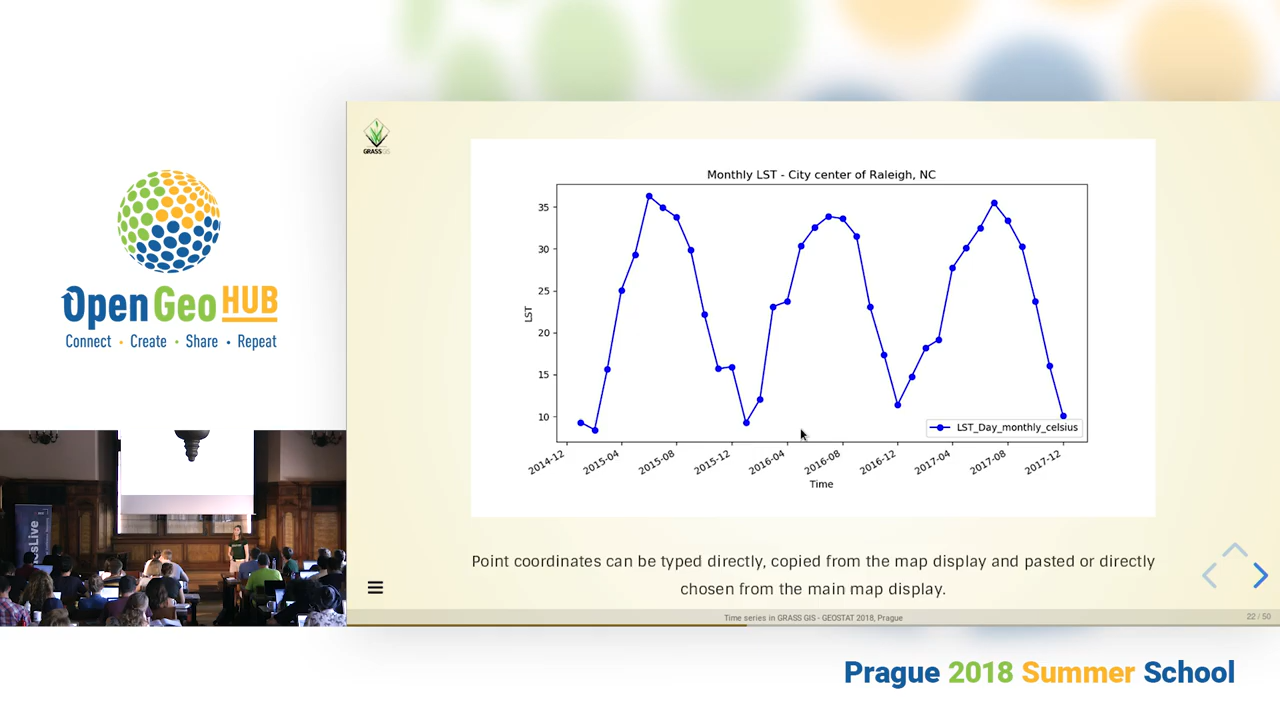 GRASS GIS
Monthly LST - City center of Raleigh, NC
35
30
25
20
15
10
LST
2014-12
2015-04
2015-08
2015-12
2016-04
2016-08
2016-12
2017-04
2017-08
2017-12
Time
LST_Day_monthly_celsius
Open Geo HUB
Connect • Create • Share • Repeat
Point coordinates can be typed directly, copied from the map display and pasted or directly
chosen from the main map display.
Time series in GRASS GIS - GEOSTAT 2018, Prague
22 / 50
Prague 2018 Summer School